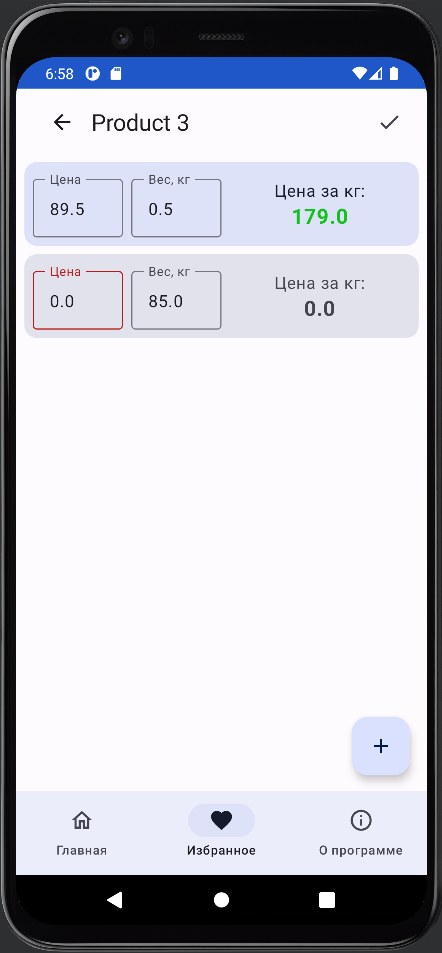 6:58
Product 3
Цена
Вес, кг
Цена за кг:
89.5
0.5
179.0
Цена
Вес, кг
Цена за кг:
0.0
85.0
0.0
+
Главная
Избранное
О программе